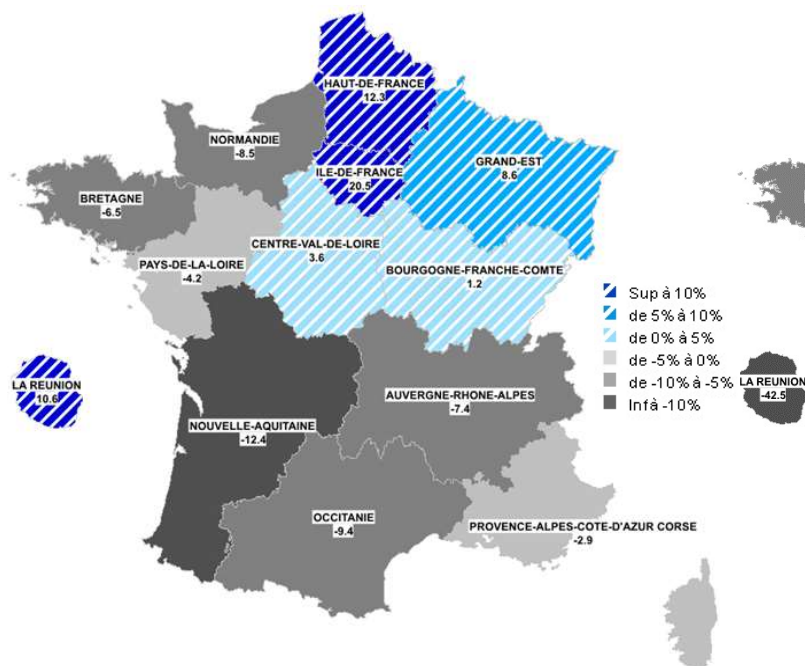 HAUT-DE-FRANCE
12.3
NORMANDIE
-8.5
ILE-DE-FRANCE
20.5
GRAND-EST
8.6
BRETAGNE
-6.5
CENTRE-VAL-DE-LOIRE
3.6
PAYS-DE-LA-LOIRE
-4.2
BOURGOGNE-FRANCHE-COMTE
1.2
Sup à 10%
de 5% à 10%
de 0% à 5%
de -5% à 0%
de -10% à -5%
Inf à -10%
LA REUNION
10.6
LA REUNION
-42.5
AUVERGNE-RHONE-ALPES
-7.4
NOUVELLE-AQUITAINE
-12.4
OCCITANIE
-9.4
PROVENCE-ALPES-COTE-D'AZUR CORSE
-2.9